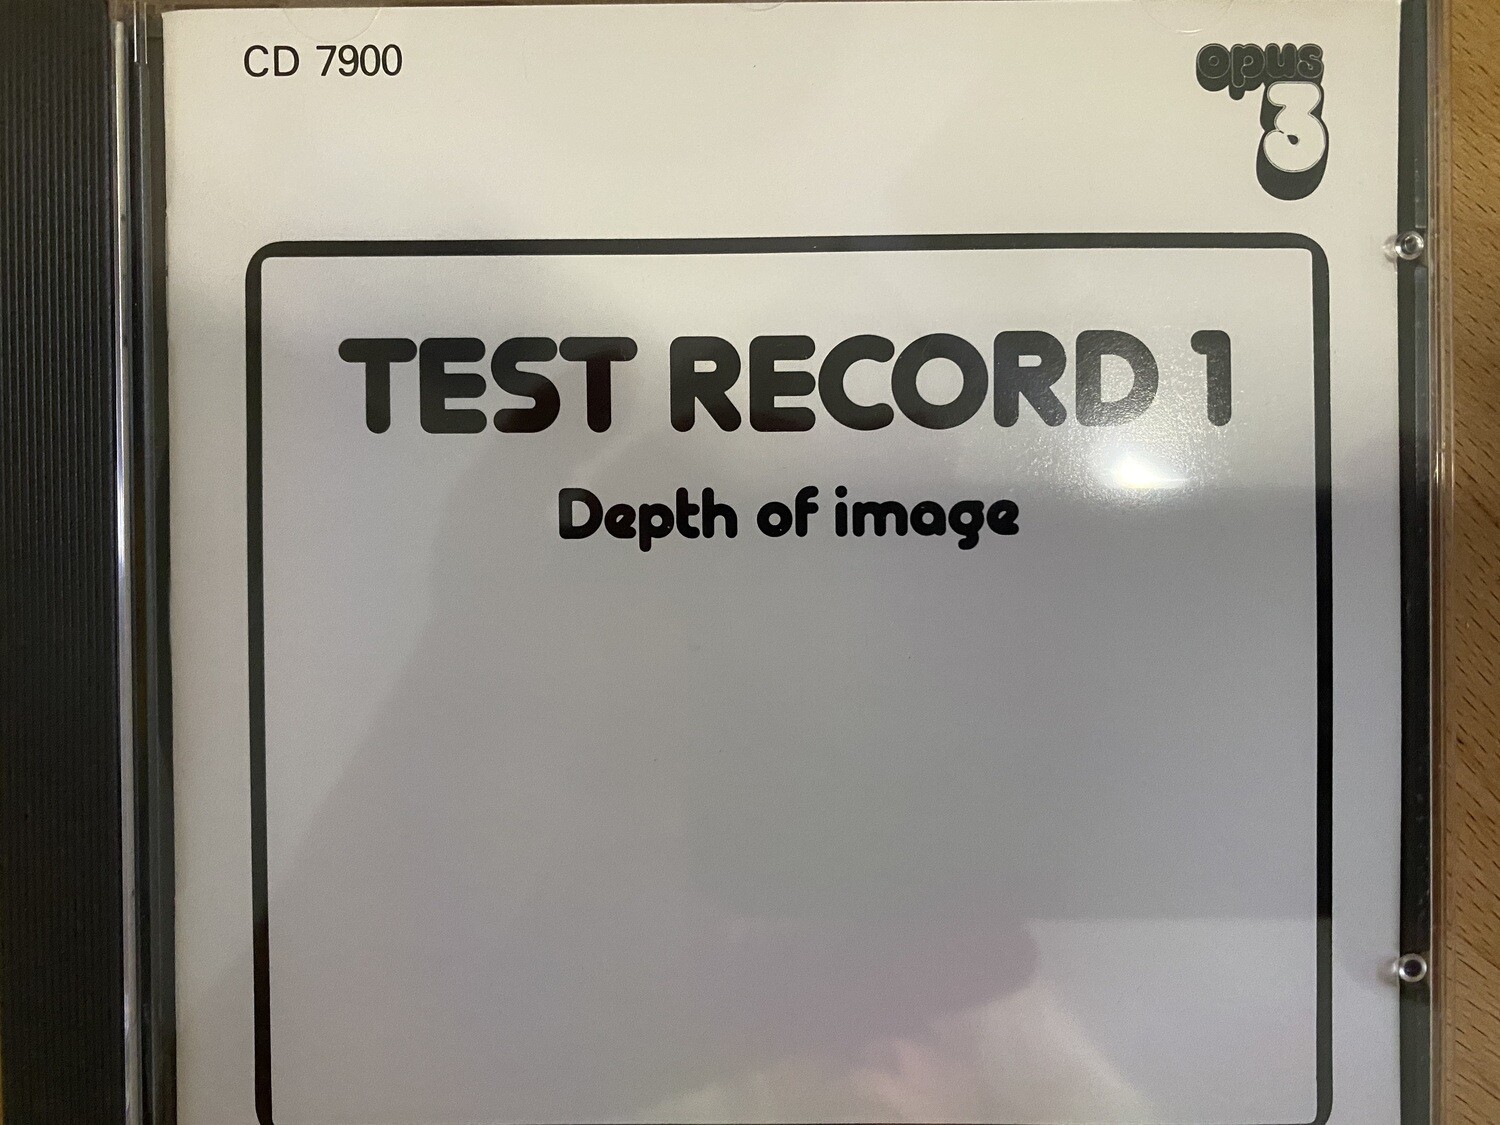 CD 7900
opus
3
TEST RECORD 1
Depth of image